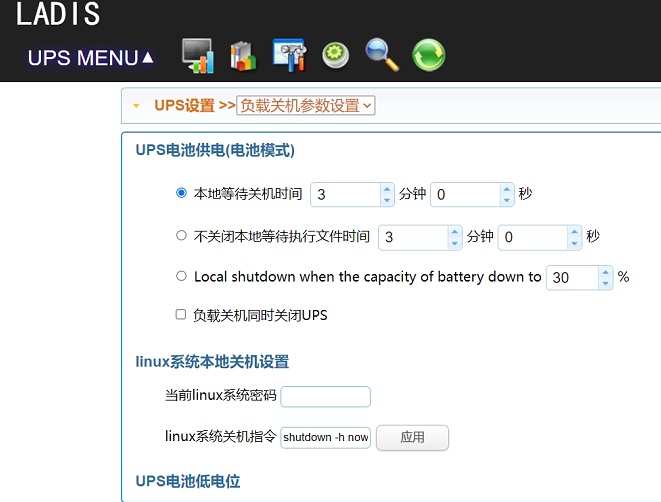 LADIS
UPS MENU▲
UPS设置 >> 负载关机参数设置
UPS电池供电(电池模式)
本地等待关机时间 3 分钟 0 秒
不关闭本地等待执行文件时间 3 分钟 0 秒
Local shutdown when the capacity of battery down to 30 %
负载关机同时关闭UPS
linux系统本地关机设置
当前linux系统密码
linux系统关机指令 shutdown -h now 应用
UPS电池低电位